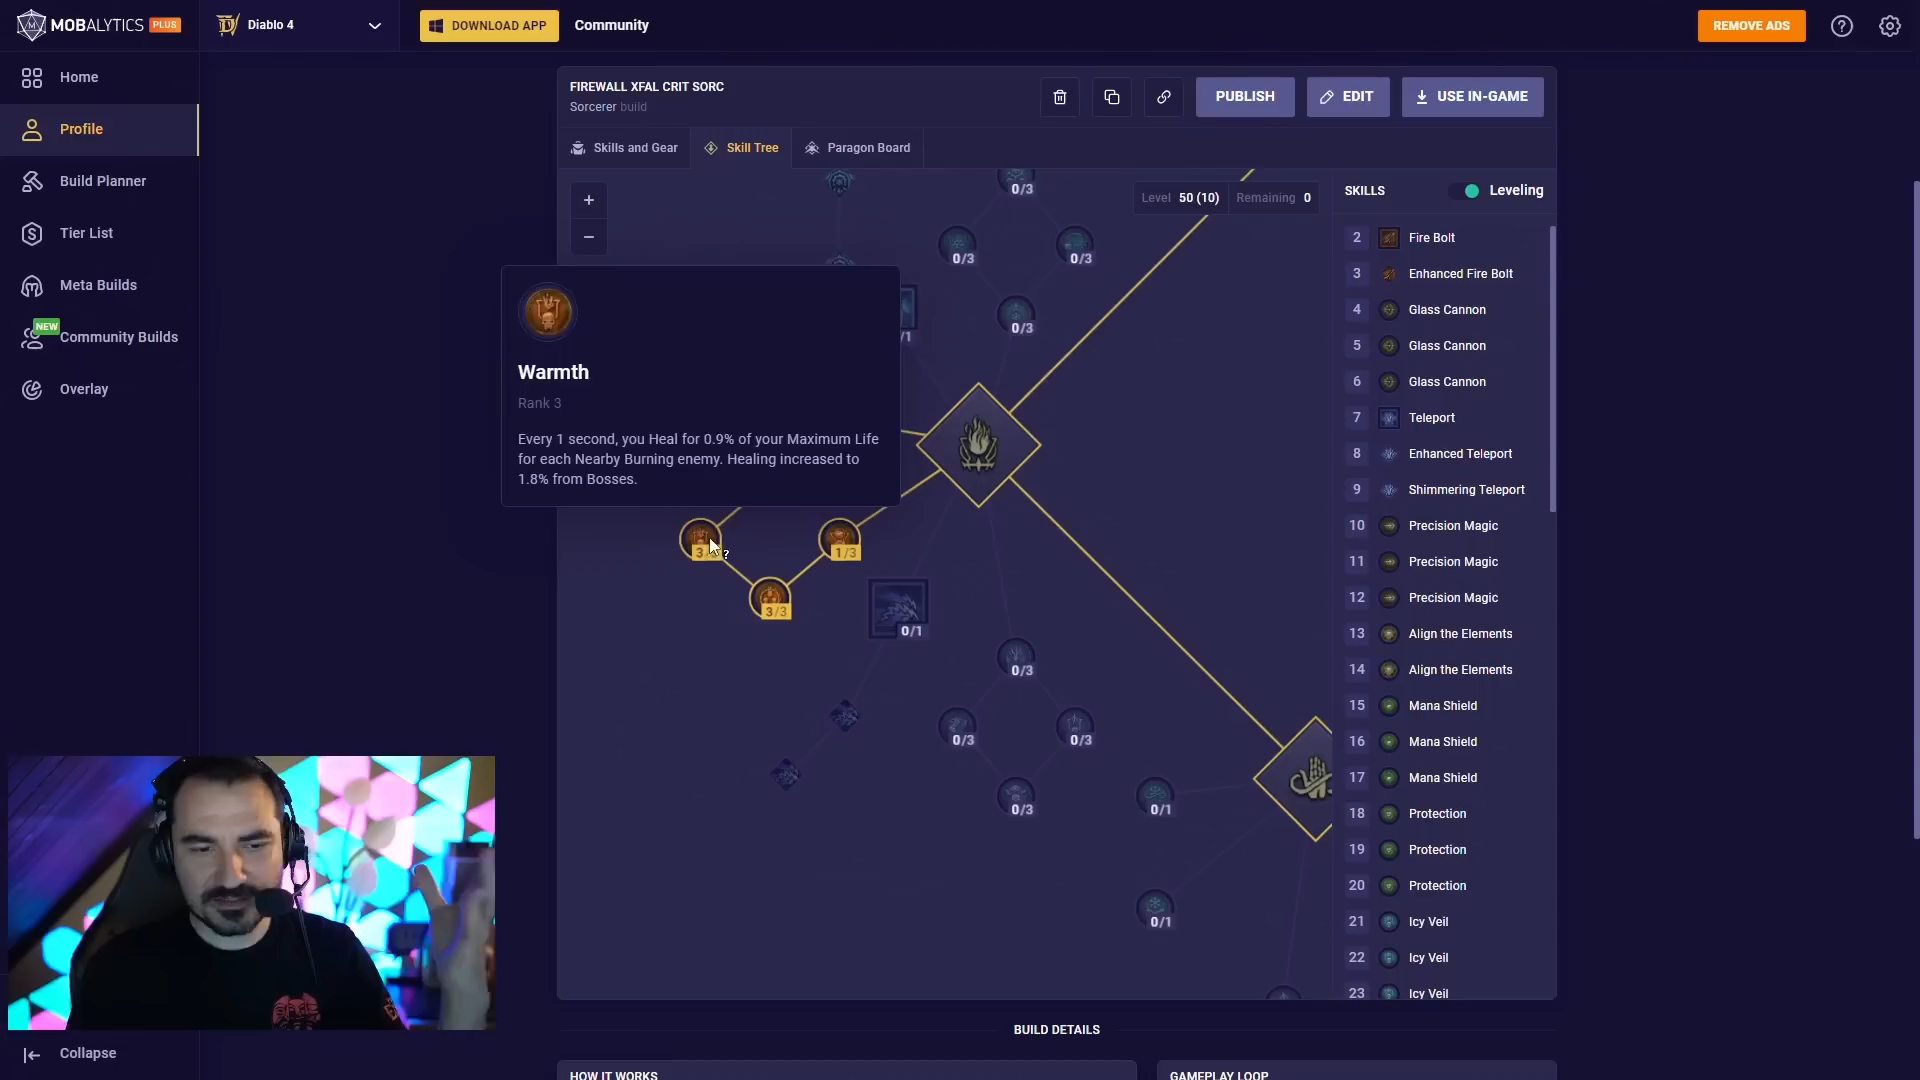 MOBALYTICS PLUS
Diablo 4
DOWNLOAD APP
Community
REMOVE ADS
Home
Profile
Build Planner
Tier List
Meta Builds
NEW
Community Builds
Overlay
Collapse
FIREWALL XFAL CRIT SORC
Sorcerer build
PUBLISH
EDIT
USE IN-GAME
Skills and Gear
Skill Tree
Paragon Board
+
−
Level 50 (10)
Remaining 0
0/3
0/3
0/3
0/3
/1
Warmth
Rank 3
Every 1 second, you Heal for 0.9% of your Maximum Life
for each Nearby Burning enemy. Healing increased to
1.8% from Bosses.
3/
?
1/3
3/3
0/1
0/3
0/3
0/3
0/3
0/1
0/1
SKILLS
Leveling
2 Fire Bolt
3 Enhanced Fire Bolt
4 Glass Cannon
5 Glass Cannon
6 Glass Cannon
7 Teleport
8 Enhanced Teleport
9 Shimmering Teleport
10 Precision Magic
11 Precision Magic
12 Precision Magic
13 Align the Elements
14 Align the Elements
15 Mana Shield
16 Mana Shield
17 Mana Shield
18 Protection
19 Protection
20 Protection
21 Icy Veil
22 Icy Veil
23 Icy Veil
BUILD DETAILS
HOW IT WORKS
GAMEPLAY LOOP